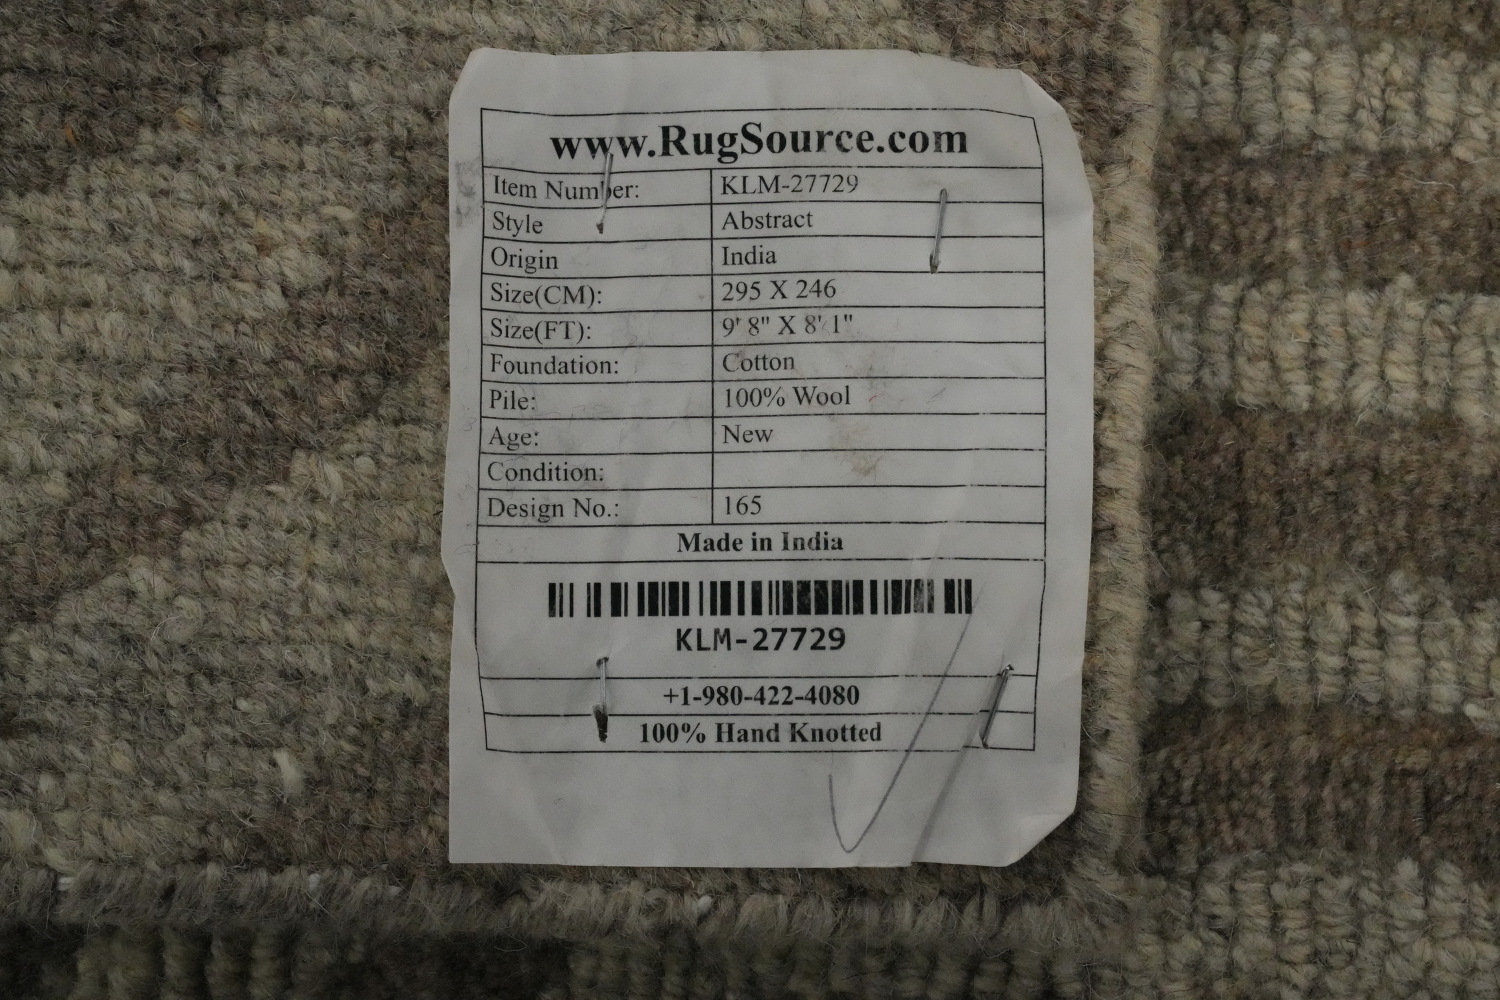 www.RugSource.com
Item Number: KLM-27729
Style Abstract
Origin India
Size(CM): 295 X 246
Size(FT): 9' 8" X 8' 1"
Foundation: Cotton
Pile: 100% Wool
Age: New
Condition:
Design No.: 165
Made in India
KLM-27729
+1-980-422-4080
100% Hand Knotted